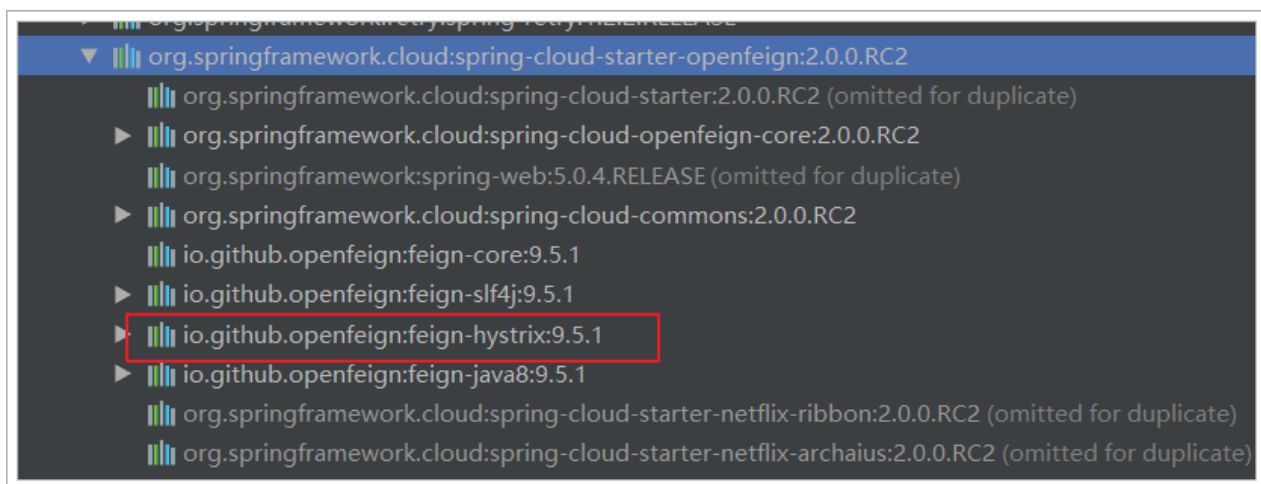 org.springframework.cloud:spring-cloud-starter-openfeign:2.0.0.RC2
org.springframework.cloud:spring-cloud-starter:2.0.0.RC2 (omitted for duplicate)
org.springframework.cloud:spring-cloud-openfeign-core:2.0.0.RC2
org.springframework:spring-web:5.0.4.RELEASE (omitted for duplicate)
org.springframework.cloud:spring-cloud-commons:2.0.0.RC2
io.github.openfeign:feign-core:9.5.1
io.github.openfeign:feign-slf4j:9.5.1
io.github.openfeign:feign-hystrix:9.5.1
io.github.openfeign:feign-java8:9.5.1
org.springframework.cloud:spring-cloud-starter-netflix-ribbon:2.0.0.RC2 (omitted for duplicate)
org.springframework.cloud:spring-cloud-starter-netflix-archaius:2.0.0.RC2 (omitted for duplicate)